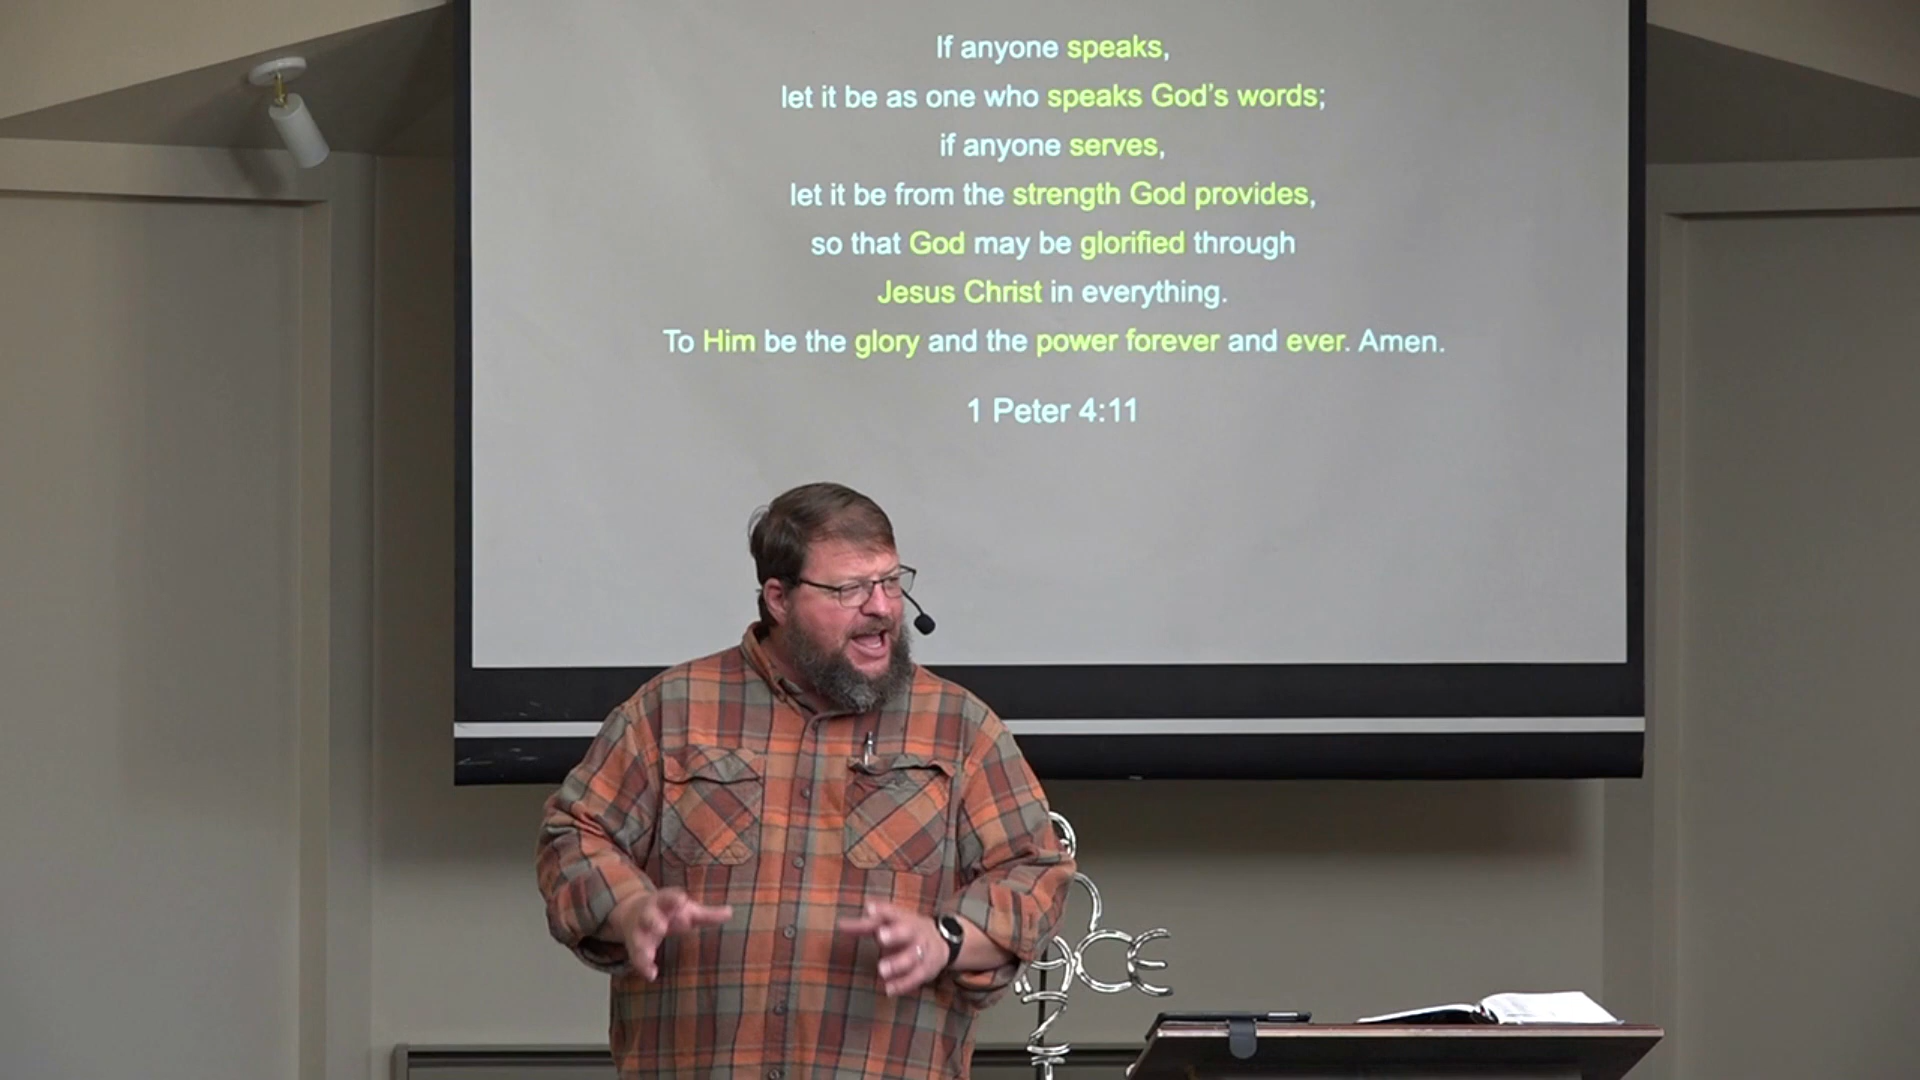 If anyone speaks,
let it be as one who speaks God's words;
if anyone serves,
let it be from the strength God provides,
so that God may be glorified through
Jesus Christ in everything.
To Him be the glory and the power forever and ever. Amen.
1 Peter 4:11